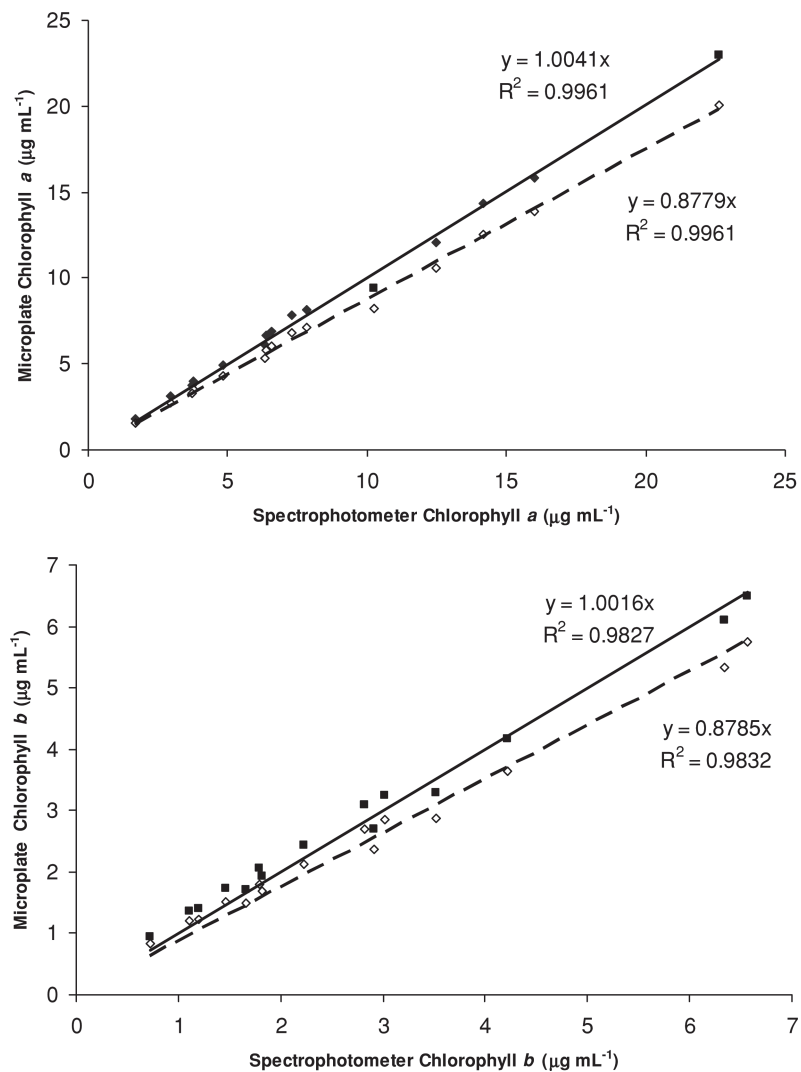 25
20
15
10
5
0
0 5 10 15 20 25
Microplate Chlorophyll a (μg mL⁻¹)
y = 1.0041x
R² = 0.9961
y = 0.8779x
R² = 0.9961
Spectrophotometer Chlorophyll a (μg mL⁻¹)
7
6
5
4
3
2
1
0
0 1 2 3 4 5 6 7
Microplate Chlorophyll b (μg mL⁻¹)
y = 1.0016x
R² = 0.9827
y = 0.8785x
R² = 0.9832
Spectrophotometer Chlorophyll b (μg mL⁻¹)